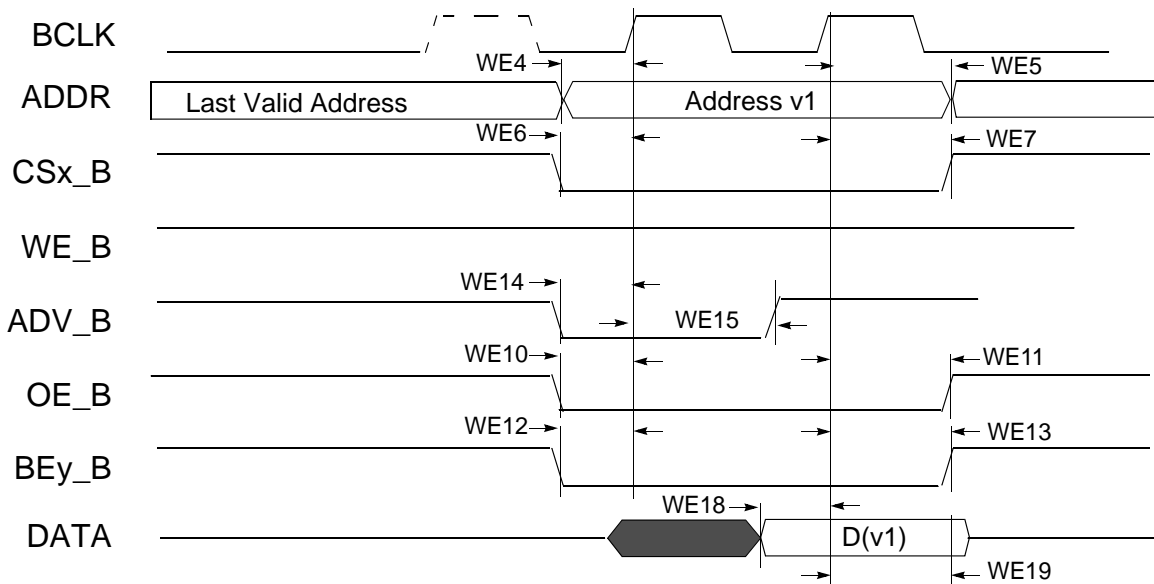 BCLK
WE4
WE5
ADDR
Last Valid Address
Address v1
WE6
WE7
CSx_B
WE_B
WE14
ADV_B
WE15
WE10
WE11
OE_B
WE12
WE13
BEy_B
WE18
DATA
D(v1)
WE19